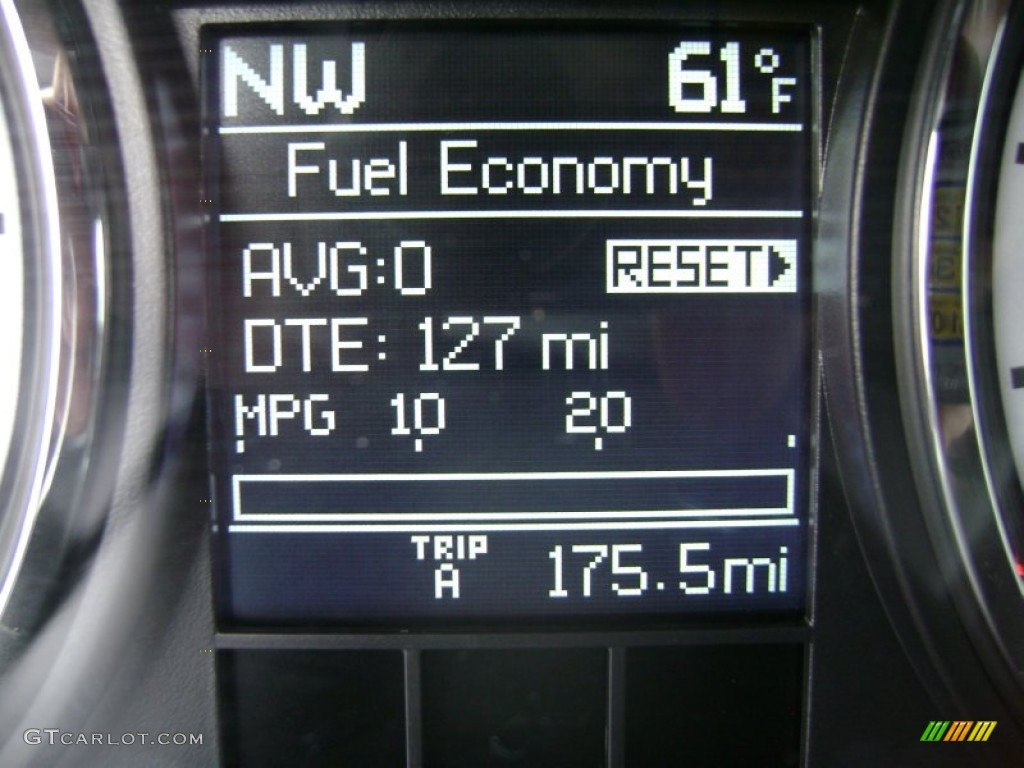 NW 61°F
Fuel Economy
AVG:0 RESET
DTE: 127 mi
MPG 10 20
TRIP A 175.5mi
GTCARLOT.COM